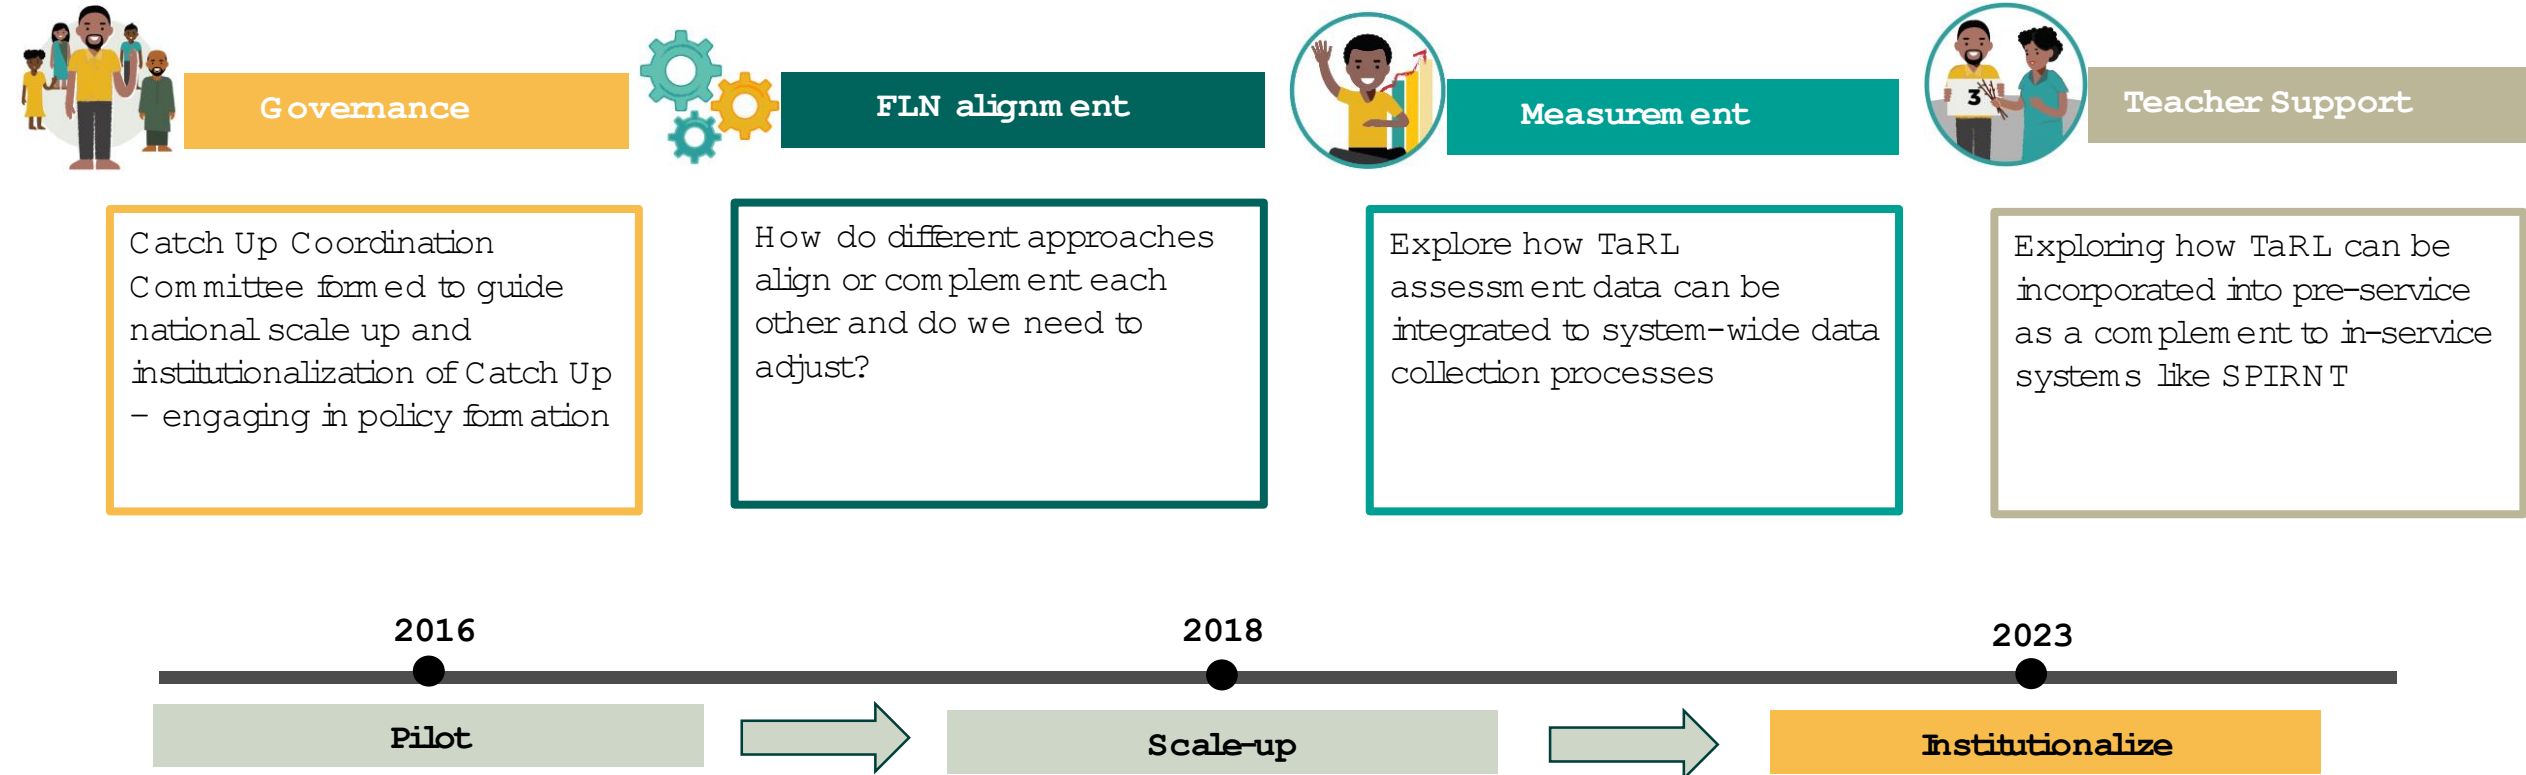 Governance
FLN alignment
Measurement
3
Teacher Support
Catch Up Coordination
Committee formed to guide
national scale up and
institutionalization of Catch Up
– engaging in policy formation
How do different approaches
align or complement each
other and do we need to
adjust?
Explore how TaRL
assessment data can be
integrated to system-wide data
collection processes
Exploring how TaRL can be
incorporated into pre-service
as a complement to in-service
systems like SPIRNT
2016
2018
2023
Pilot
Scale-up
Institutionalize